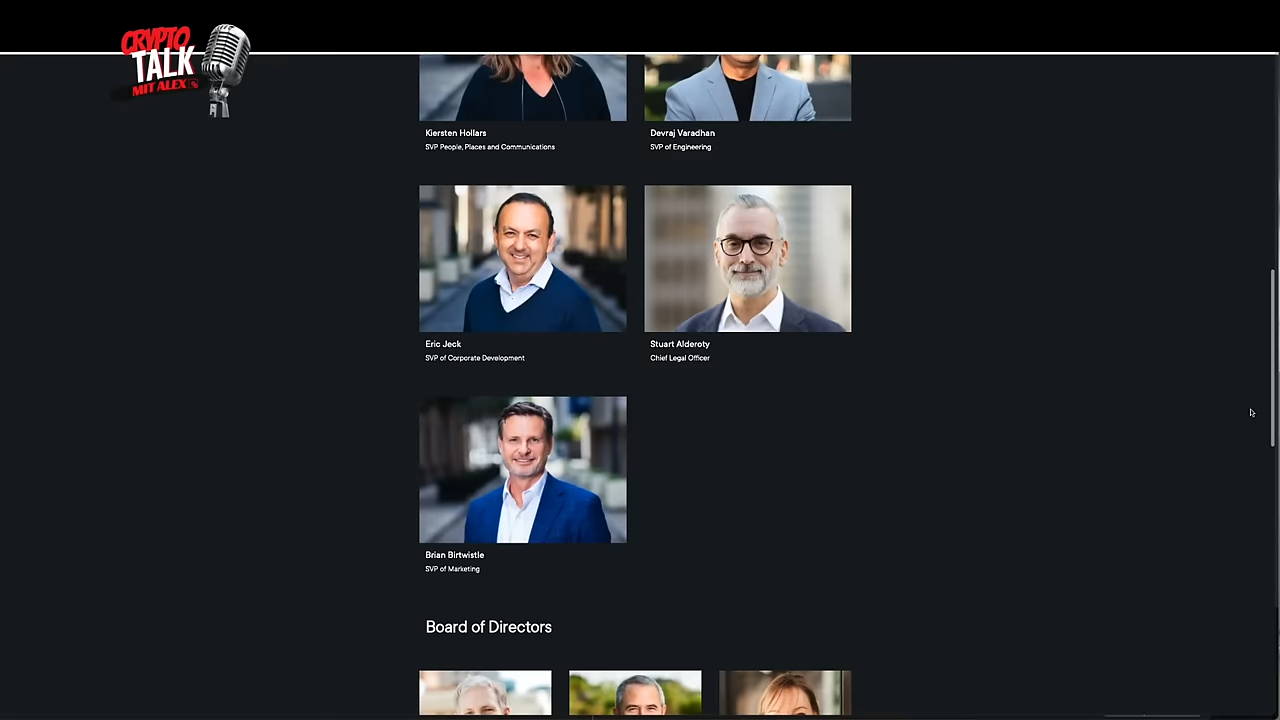 CRYPTO
TALK
MIT ALEX
Kiersten Hollars
SVP People, Places and Communications
Devraj Varadhan
SVP of Engineering
Eric Jeck
SVP of Corporate Development
Stuart Alderoty
Chief Legal Officer
Brian Birtwistle
SVP of Marketing
Board of Directors